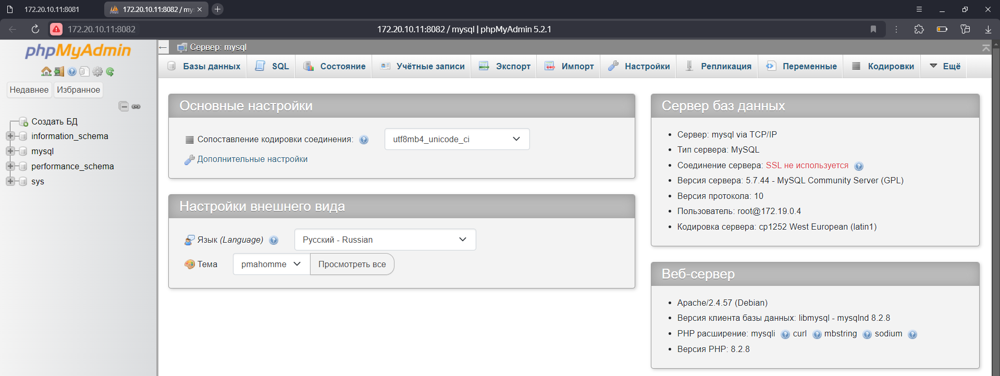 172.20.10.11:8081
172.20.10.11:8082 / mys
172.20.10.11:8082
172.20.10.11:8082 / mysql | phpMyAdmin 5.2.1
phpMyAdmin
Недавнее Избранное
Создать БД
information_schema
mysql
performance_schema
sys
Сервер: mysql
Базы данных SQL Состояние Учётные записи Экспорт Импорт Настройки Репликация Переменные Кодировки Ещё
Основные настройки
Сопоставление кодировки соединения: utf8mb4_unicode_ci
Дополнительные настройки
Настройки внешнего вида
Язык (Language) Русский - Russian
Тема pmahomme Просмотреть все
Сервер баз данных
Сервер: mysql via TCP/IP
Тип сервера: MySQL
Соединение сервера: SSL не используется
Версия сервера: 5.7.44 - MySQL Community Server (GPL)
Версия протокола: 10
Пользователь: root@172.19.0.4
Кодировка сервера: cp1252 West European (latin1)
Веб-сервер
Apache/2.4.57 (Debian)
Версия клиента базы данных: libmysql - mysqlnd 8.2.8
PHP расширение: mysqli curl mbstring sodium
Версия PHP: 8.2.8